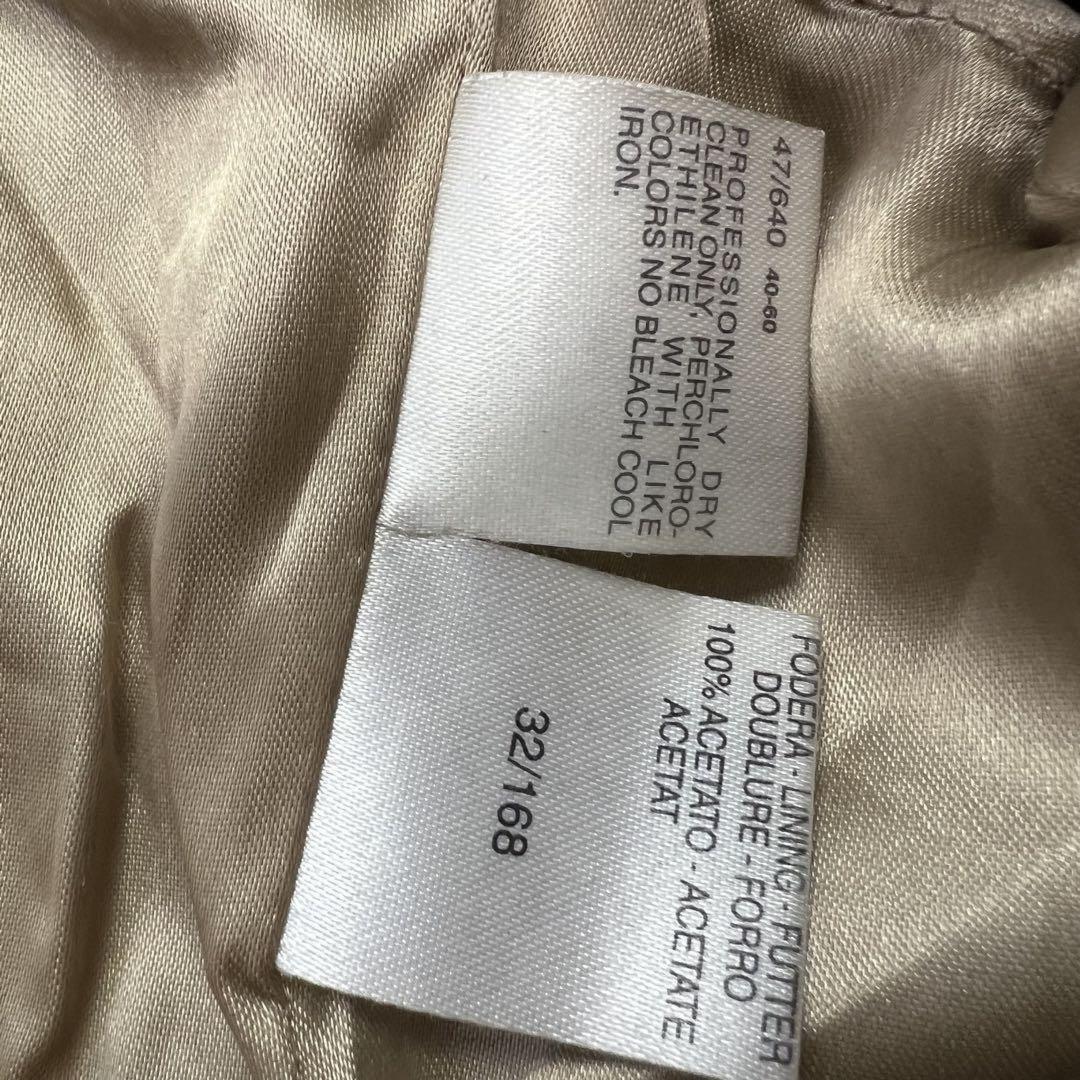 47/640 40-60
PROFESSIONALLY DRY
CLEAN ONLY, PERCHLORO-
ETHILENE, WITH LIKE
COLORS NO BLEACH COOL
IRON.
FODERA - LINING - FUTTER
DOUBLURE - FORRO
100% ACETATO - ACETATE
ACETAT
32/168